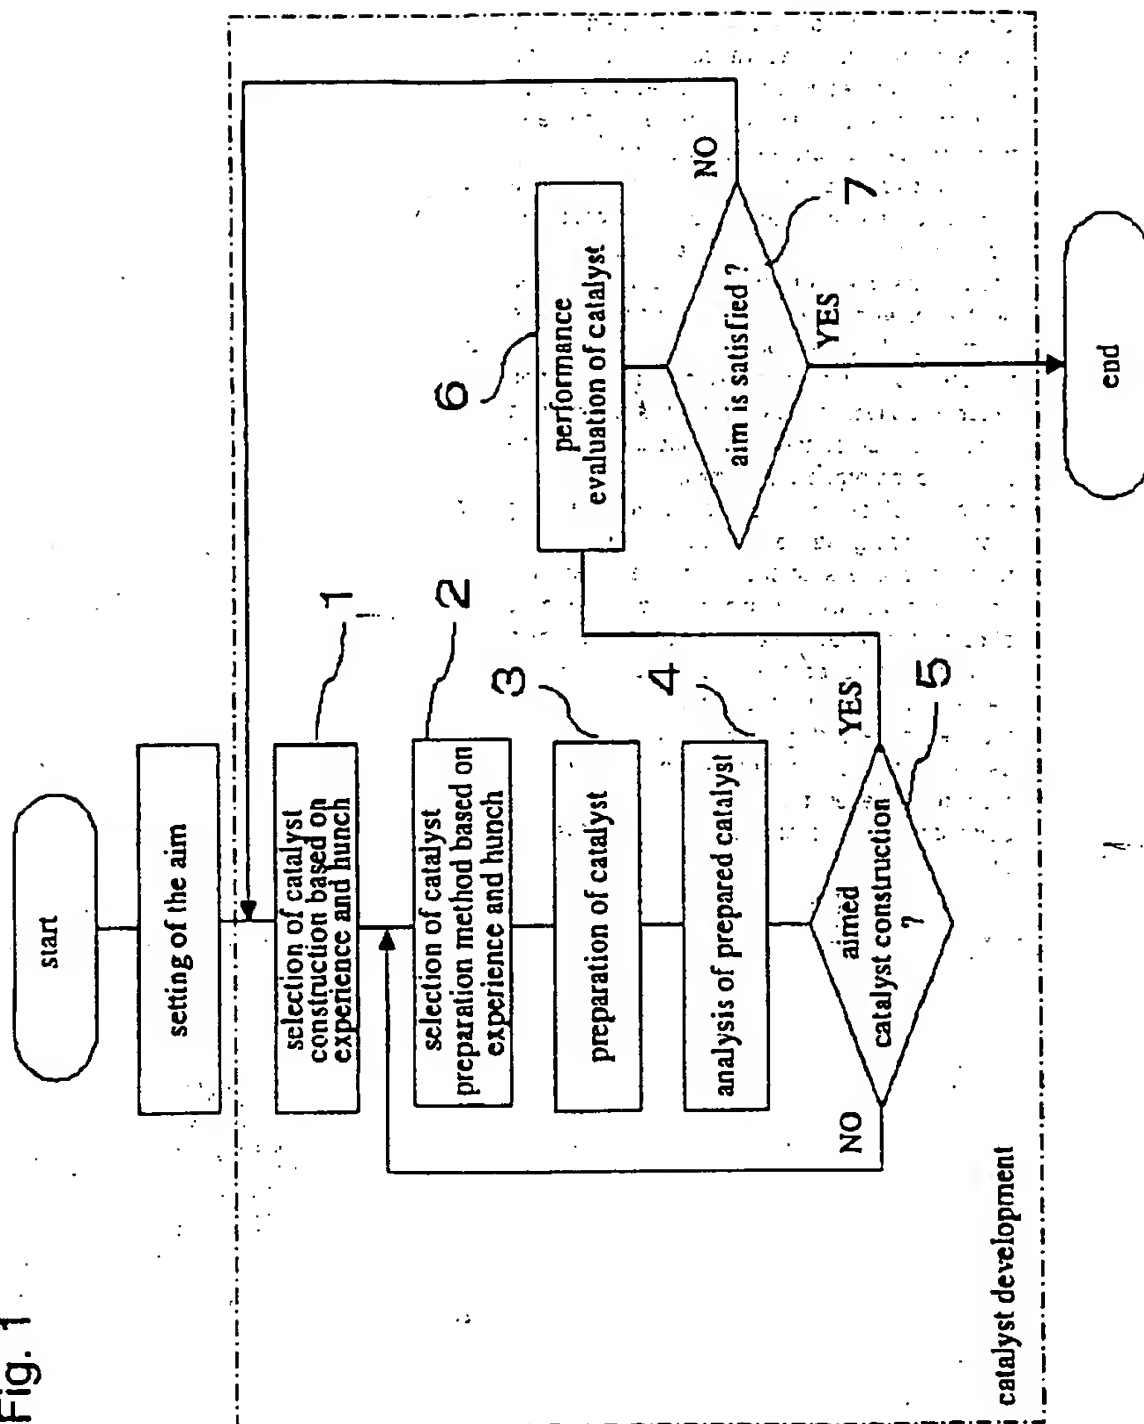 Fig. 1
start
setting of the aim
selection of catalyst
construction based on
experience and hunch
1
selection of catalyst
preparation method based on
experience and hunch
2
preparation of catalyst
3
analysis of prepared catalyst
4
aimed
catalyst construction
?
5
NO
YES
performance
evaluation of catalyst
6
aim is satisfied ?
7
NO
YES
end
catalyst development